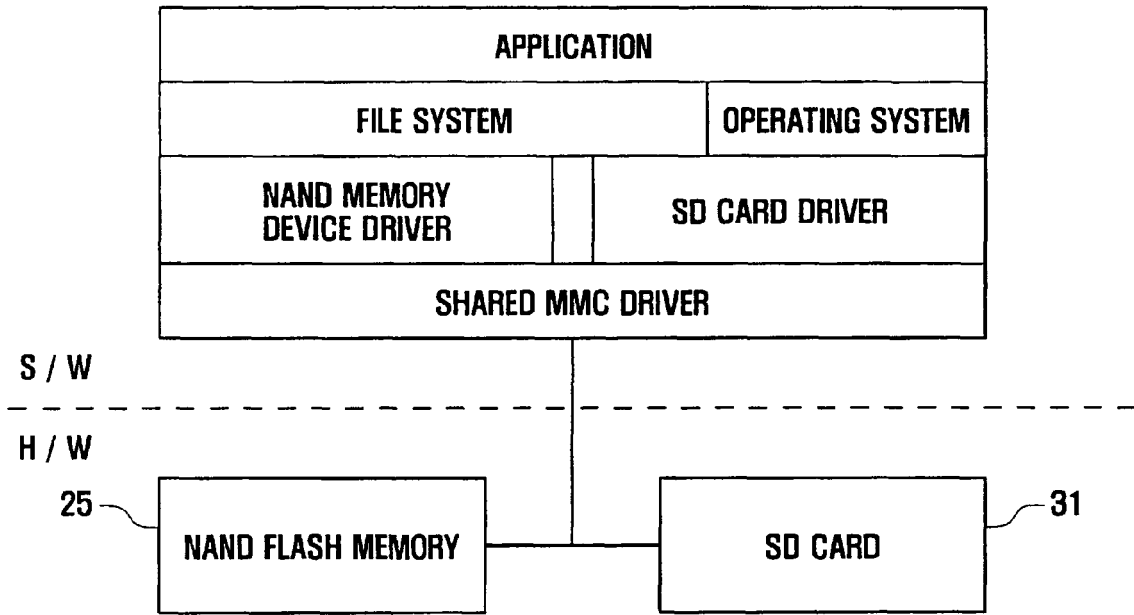 APPLICATION
FILE SYSTEM
OPERATING SYSTEM
NAND MEMORY
DEVICE DRIVER
SD CARD DRIVER
SHARED MMC DRIVER
S / W
H / W
25
31
NAND FLASH MEMORY
SD CARD